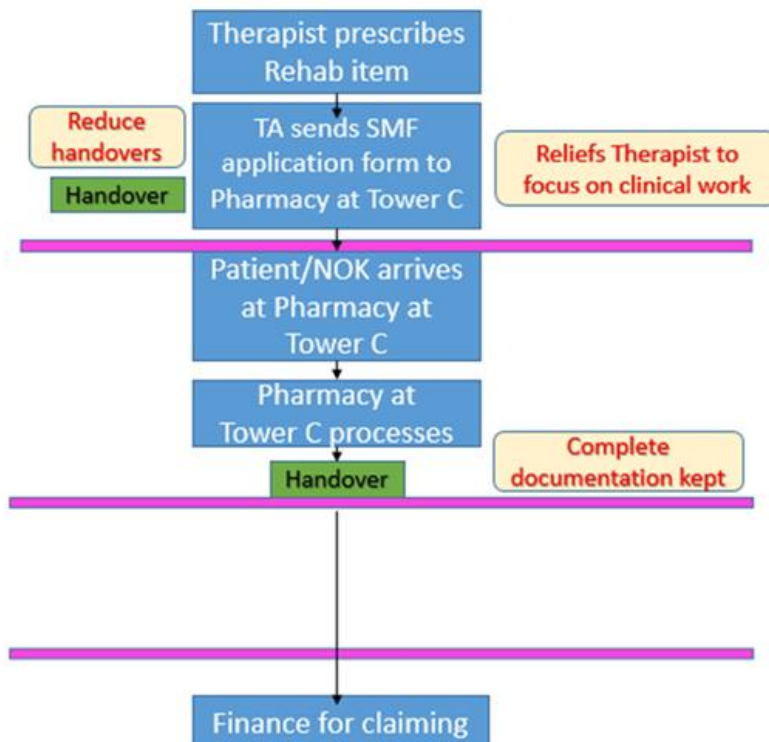 Therapist prescribes
Rehab item
Reduce
handovers
Handover
TA sends SMF
application form to
Pharmacy at Tower C
Reliefs Therapist to
focus on clinical work
Patient/NOK arrives
at Pharmacy at
Tower C
Pharmacy at
Tower C processes
Handover
Complete
documentation kept
Finance for claiming